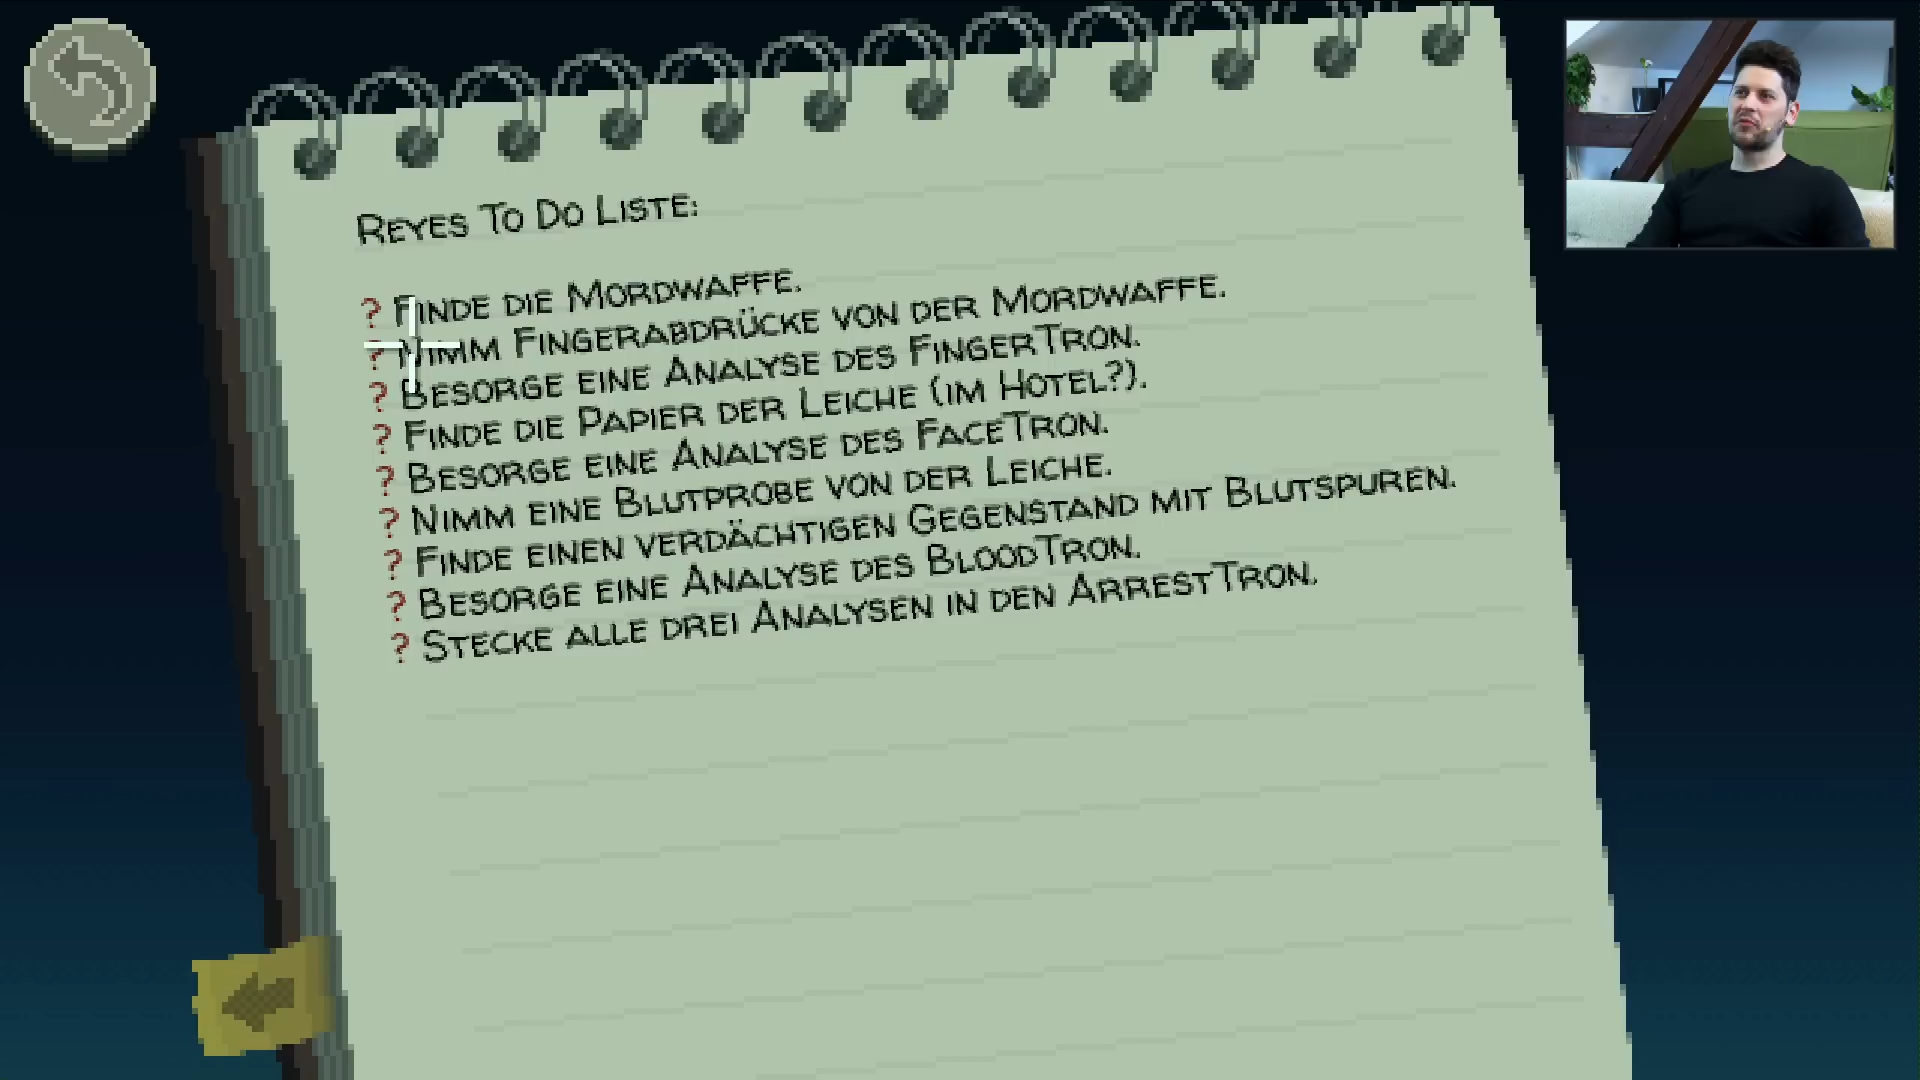 Reyes To Do Liste:
? Finde die Mordwaffe.
? Nimm Fingerabdrücke von der Mordwaffe.
? Besorge eine Analyse des FingerTron.
? Finde die Papier der Leiche (im Hotel?).
? Besorge eine Analyse des FaceTron.
? Nimm eine Blutprobe von der Leiche.
? Finde einen verdächtigen Gegenstand mit Blutspuren.
? Besorge eine Analyse des BloodTron.
? Stecke alle drei Analysen in den ArrestTron.